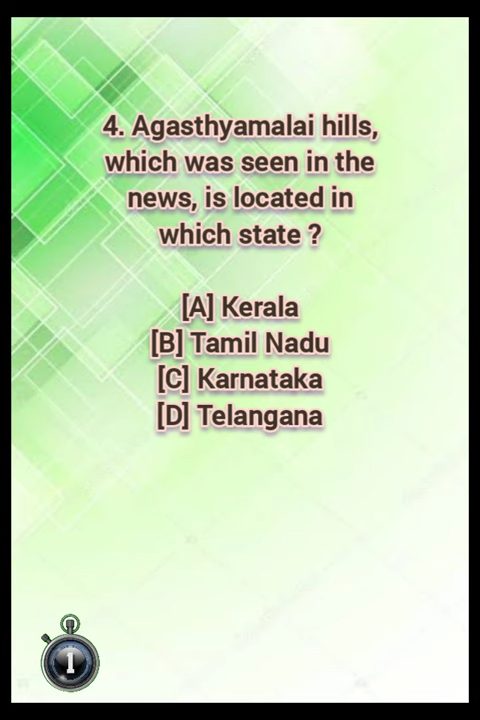 4. Agasthyamalai hills,
which was seen in the
news, is located in
which state ?
[A] Kerala
[B] Tamil Nadu
[C] Karnataka
[D] Telangana
1